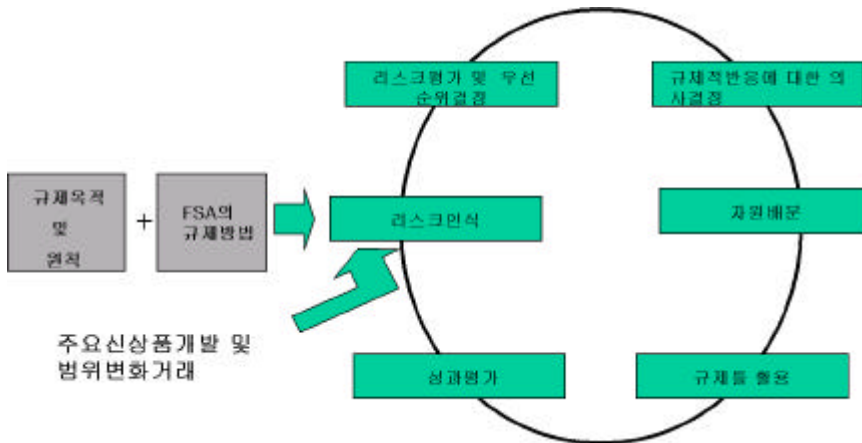 리스크평가 및 우선
순위결정
규제적반응에 대한 의
사결정
규제목적
및
원칙
+
FSA의
규제방법
리스크인식
자원배분
주요신상품개발 및
범위변화거래
성과평가
규제틀 활용